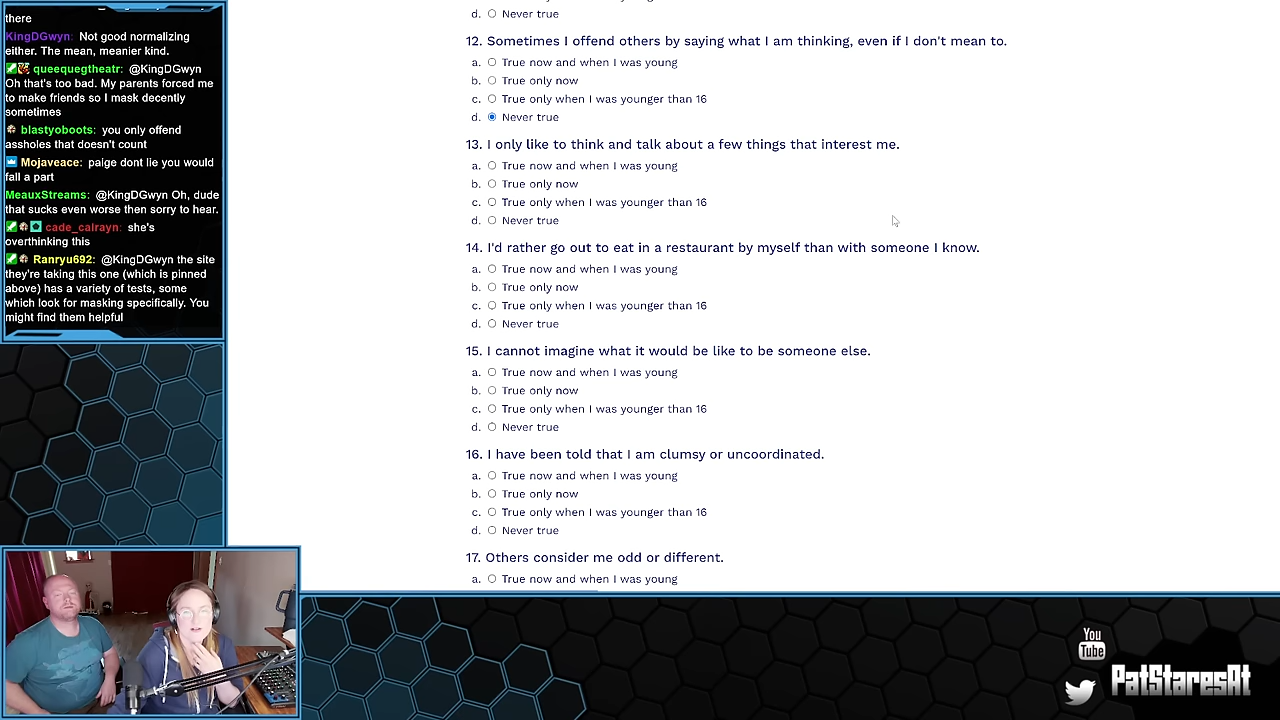 there
KingDGwyn: Not good normalizing
either. The mean, meanier kind.
queequegtheatr: @KingDGwyn
Oh that's too bad. My parents forced me
to make friends so I mask decently
sometimes
blastyoboots: you only offend
assholes that doesn't count
Mojaveace: paige dont lie you would
fall a part
MeauxStreams: @KingDGwyn Oh, dude
that sucks even worse then sorry to hear.
cade_calrayn: she's
overthinking this
Ranryu692: @KingDGwyn the site
they're taking this one (which is pinned
above) has a variety of tests, some
which look for masking specifically. You
might find them helpful
d. Never true
12. Sometimes I offend others by saying what I am thinking, even if I don't mean to.
a. True now and when I was young
b. True only now
c. True only when I was younger than 16
d. Never true
13. I only like to think and talk about a few things that interest me.
a. True now and when I was young
b. True only now
c. True only when I was younger than 16
d. Never true
14. I'd rather go out to eat in a restaurant by myself than with someone I know.
a. True now and when I was young
b. True only now
c. True only when I was younger than 16
d. Never true
15. I cannot imagine what it would be like to be someone else.
a. True now and when I was young
b. True only now
c. True only when I was younger than 16
d. Never true
16. I have been told that I am clumsy or uncoordinated.
a. True now and when I was young
b. True only now
c. True only when I was younger than 16
d. Never true
17. Others consider me odd or different.
a. True now and when I was young
You
Tube
PatStaresAt